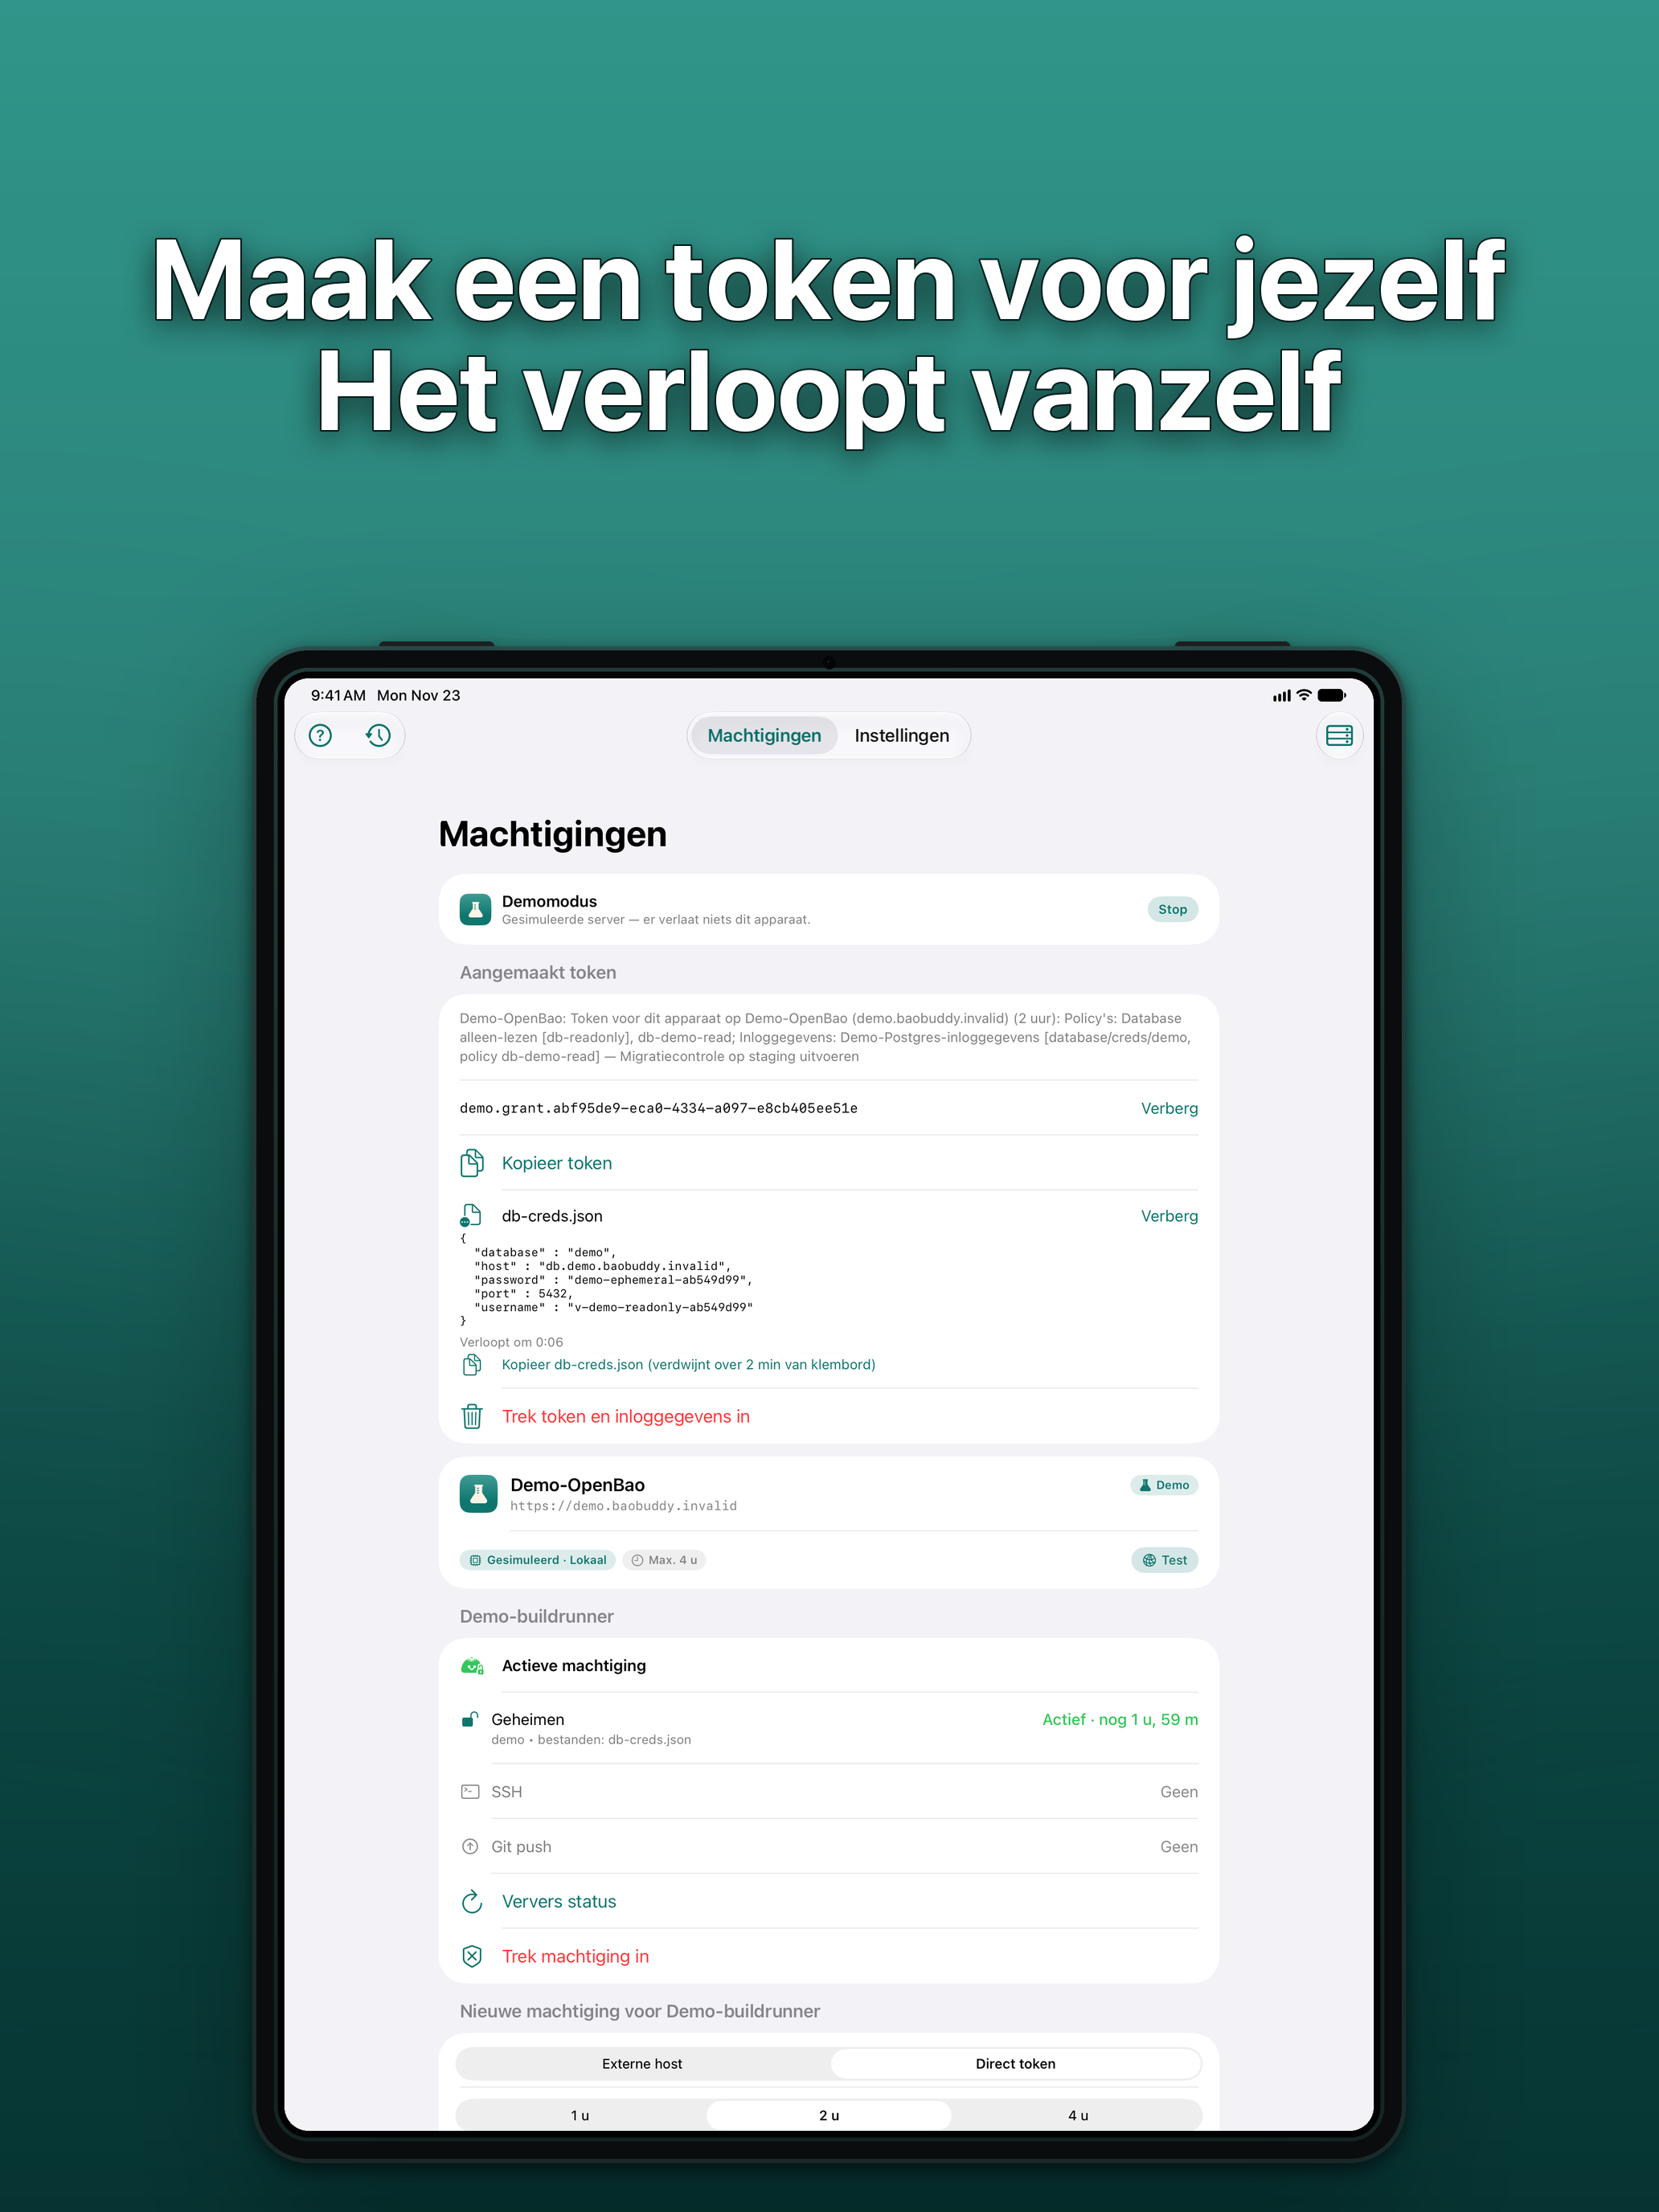 Maak een token voor jezelf
Het verloopt vanzelf
9:41 AM Mon Nov 23
Machtigingen Instellingen
Machtigingen
Demomodus
Gesimuleerde server — er verlaat niets dit apparaat.
Stop
Aangemaakt token
Demo-OpenBao: Token voor dit apparaat op Demo-OpenBao (demo.baobuddy.invalid) (2 uur): Policy's: Database
alleen-lezen [db-readonly], db-demo-read; Inloggegevens: Demo-Postgres-inloggegevens [database/creds/demo,
policy db-demo-read] — Migratiecontrole op staging uitvoeren
demo.grant.abf95de9-eca0-4334-a097-e8cb405ee51e Verberg
Kopieer token
db-creds.json Verberg
{
"database" : "demo",
"host" : "db.demo.baobuddy.invalid",
"password" : "demo-ephemeral-ab549d99",
"port" : 5432,
"username" : "v-demo-readonly-ab549d99"
}
Verloopt om 0:06
Kopieer db-creds.json (verdwijnt over 2 min van klembord)
Trek token en inloggegevens in
Demo-OpenBao
https://demo.baobuddy.invalid
Demo
Gesimuleerd · Lokaal Max. 4 u Test
Demo-buildrunner
Actieve machtiging
Geheimen Actief · nog 1 u, 59 m
demo • bestanden: db-creds.json
SSH Geen
Git push Geen
Ververs status
Trek machtiging in
Nieuwe machtiging voor Demo-buildrunner
Externe host Direct token
1 u 2 u 4 u